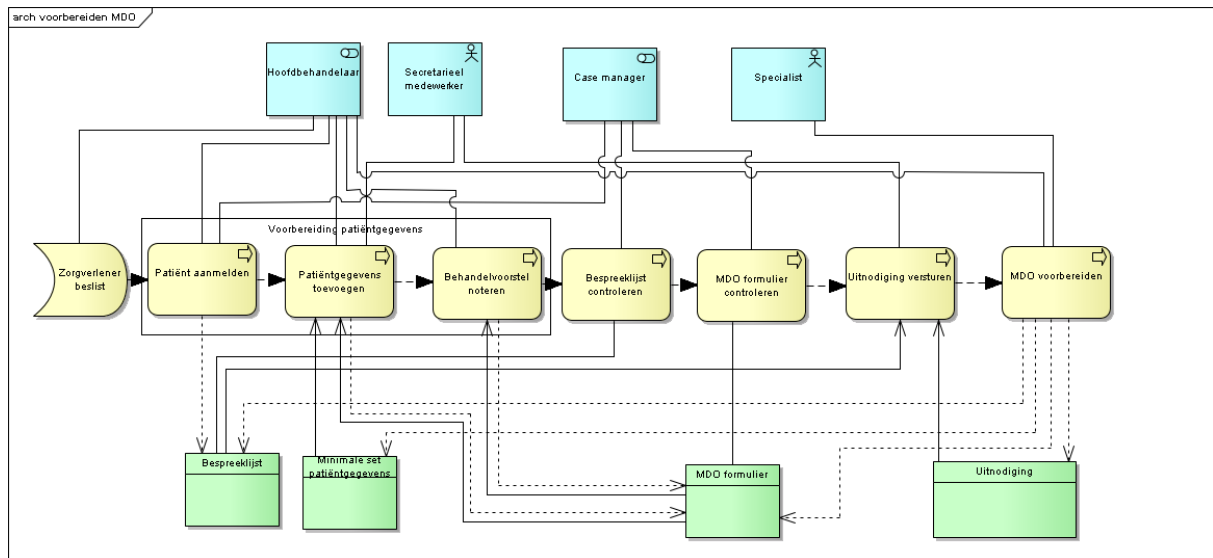 arch voorbereiden MDO
Hoofdbehandelaar
Secretarieel
medewerker
Case manager
Specialist
Voorbereiding patiëntgegevens
Zorgverlener
beslist
Patiënt aanmelden
Patiëntgegevens
toevoegen
Behandelvoorstel
noteren
Bespreeklijst
controleren
MDO formulier
controleren
Uitnodiging versturen
MDO voorbereiden
Bespreeklijst
Minimale set
patiëntgegevens
MDO formulier
Uitnodiging